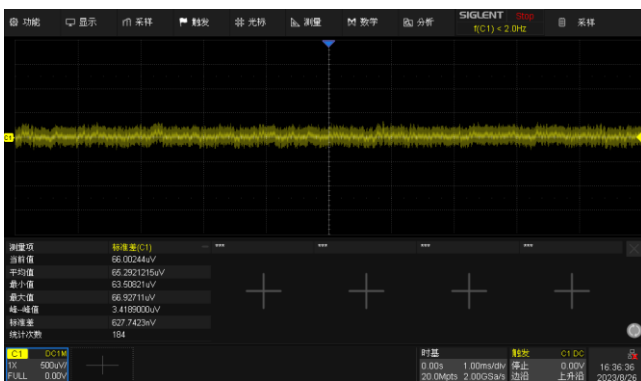 功能 显示 采样 触发 光标 测量 数学 分析 SIGLENT Stop 采样
f(C1) < 2.0Hz
C1
测量项 标准差(C1) *** *** *** ***
当前值 66.00244uV
平均值 65.2921215uV
最小值 63.50821uV
最大值 66.92711uV
峰-峰值 3.4189000uV
标准差 627.7423nV
统计次数 184
C1 DC1M 时基 触发 C1 DC
1X 500uV/ 0.00s 1.00ms/div 停止 0.00V 16:36:36
FULL 0.00V 20.0Mpts 2.00GSa/s 边沿 上升沿 2023/8/26